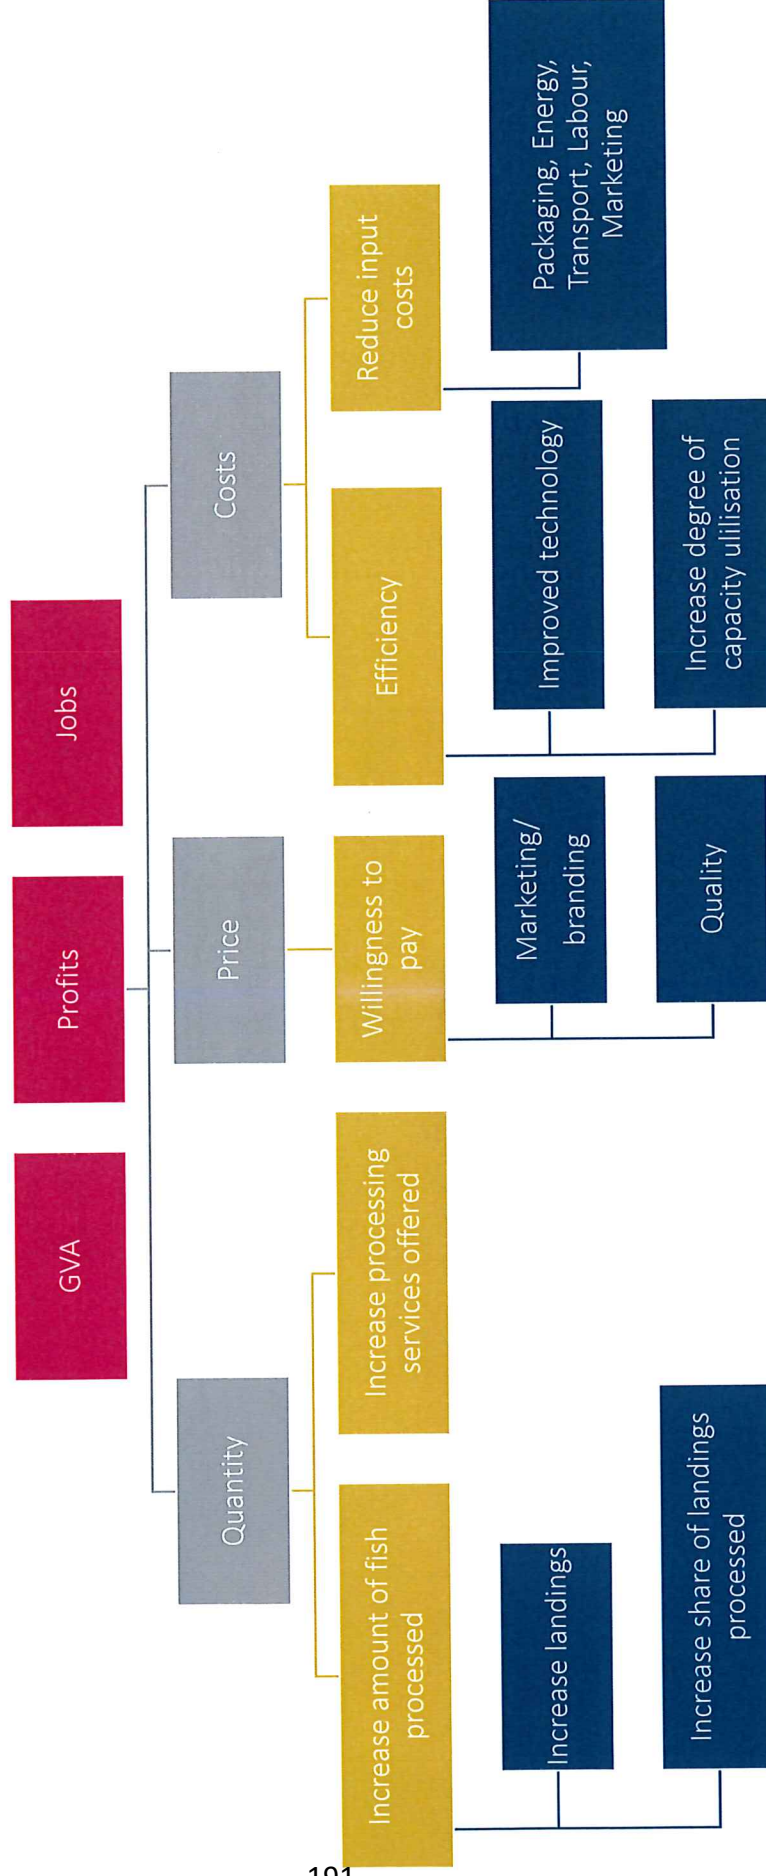 GVA
Profits
Jobs
Quantity
Price
Costs
Increase amount of fish
processed
Increase processing
services offered
Willingness to
pay
Efficiency
Reduce input
costs
Increase landings
Marketing/
branding
Improved technology
Packaging, Energy,
Transport, Labour,
Marketing
Increase share of landings
processed
Quality
Increase degree of
capacity ulilisation
191